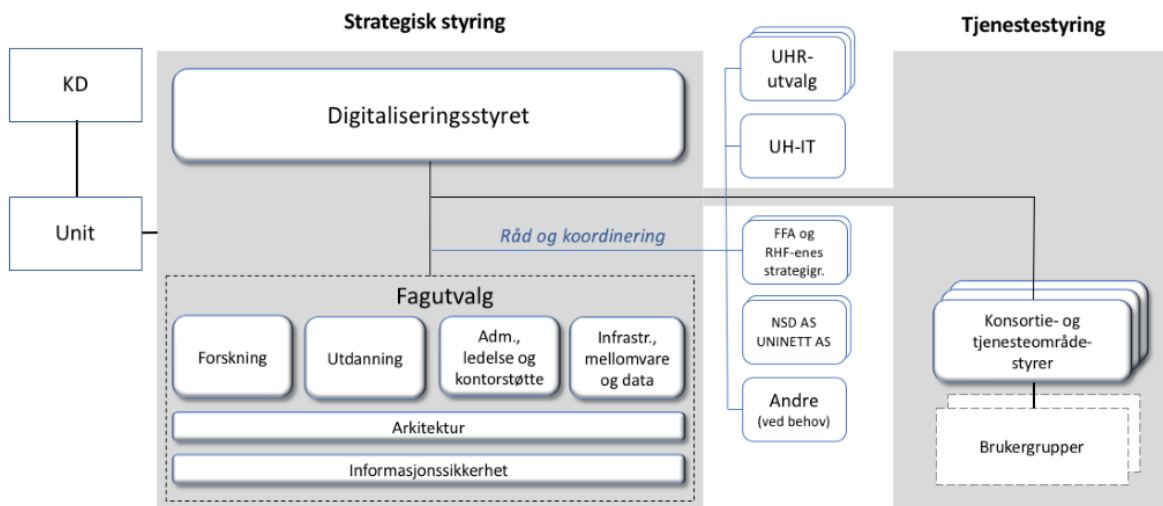 Strategisk styring
Tjenestestyring
KD
Unit
Digitaliseringsstyret
Råd og koordinering
Fagutvalg
Forskning
Utdanning
Adm.,
ledelse og
kontorstøtte
Infrastr.,
mellomvare
og data
Arkitektur
Informasjonssikkerhet
UHR-
utvalg
UH-IT
FFA og
RHF-enes
strategigr.
NSD AS
UNINETT AS
Andre
(ved behov)
Konsortie- og
tjenesteområde-
styrer
Brukergrupper